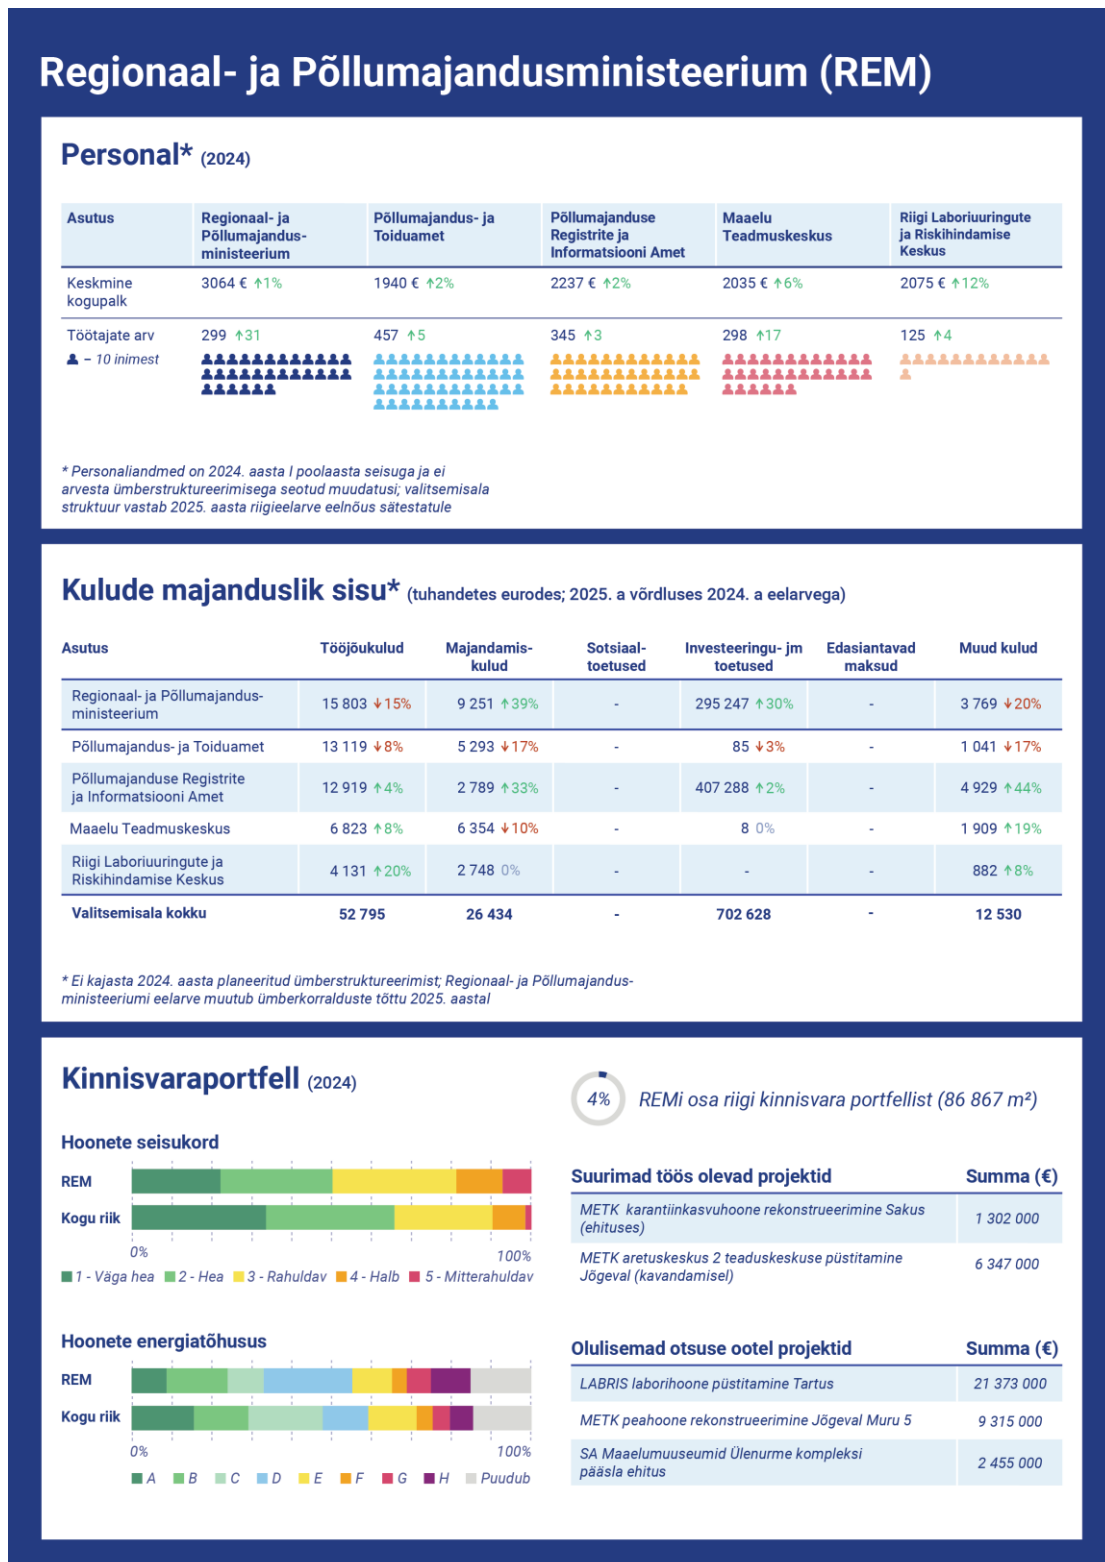 Regionaal- ja Põllumajandusministeerium (REM)
Personal* (2024)
Asutus
Regionaal- ja
Põllumajandus-
ministeerium
Põllumajandus- ja
Toiduamet
Põllumajanduse
Registrite ja
Informatsiooni Amet
Maaelu
Teadmuskeskus
Riigi Laboriuuringute
ja Riskihindamise
Keskus
Keskmine
kogupalk
3064 € ↑1%
1940 € ↑2%
2237 € ↑2%
2035 € ↑6%
2075 € ↑12%
Töötajate arv
299 ↑31
457 ↑5
345 ↑3
298 ↑17
125 ↑4
– 10 inimest
* Personaliandmed on 2024. aasta I poolaasta seisuga ja ei
arvesta ümberstruktureerimisega seotud muudatusi; valitsemisala
struktuur vastab 2025. aasta riigieelarve eelnõus sätestatule
Kulude majanduslik sisu* (tuhandetes eurodes; 2025. a võrdluses 2024. a eelarvega)
Asutus
Tööjõukulud
Majandamis-
kulud
Sotsiaal-
toetused
Investeeringu- jm
toetused
Edasiantavad
maksud
Muud kulud
Regionaal- ja Põllumajandus-
ministeerium
15 803 ↓15%
9 251 ↑39%
-
295 247 ↑30%
-
3 769 ↓20%
Põllumajandus- ja Toiduamet
13 119 ↓8%
5 293 ↓17%
-
85 ↓3%
-
1 041 ↓17%
Põllumajanduse Registrite
ja Informatsiooni Amet
12 919 ↑4%
2 789 ↑33%
-
407 288 ↑2%
-
4 929 ↑44%
Maaelu Teadmuskeskus
6 823 ↑8%
6 354 ↓10%
-
8 0%
-
1 909 ↑19%
Riigi Laboriuuringute ja
Riskihindamise Keskus
4 131 ↑20%
2 748 0%
-
-
-
882 ↑8%
Valitsemisala kokku
52 795
26 434
-
702 628
-
12 530
* Ei kajasta 2024. aasta planeeritud ümberstruktureerimist; Regionaal- ja Põllumajandus-
ministeeriumi eelarve muutub ümberkorralduste tõttu 2025. aastal
Kinnisvaraportfell (2024)
4%
REMi osa riigi kinnisvara portfellist (86 867 m²)
Hoonete seisukord
REM
Kogu riik
0%
100%
1 - Väga hea
2 - Hea
3 - Rahuldav
4 - Halb
5 - Mitterahuldav
Suurimad töös olevad projektid
Summa (€)
METK karantiinkasvuhoone rekonstrueerimine Sakus
(ehituses)
1 302 000
METK aretuskeskus 2 teaduskeskuse püstitamine
Jõgeval (kavandamisel)
6 347 000
Hoonete energiatõhusus
REM
Kogu riik
0%
100%
A
B
C
D
E
F
G
H
Puudub
Olulisemad otsuse ootel projektid
Summa (€)
LABRIS laborihoone püstitamine Tartus
21 373 000
METK peahoone rekonstrueerimine Jõgeval Muru 5
9 315 000
SA Maaelumuuseumid Ülenurme kompleksi
pääsla ehitus
2 455 000